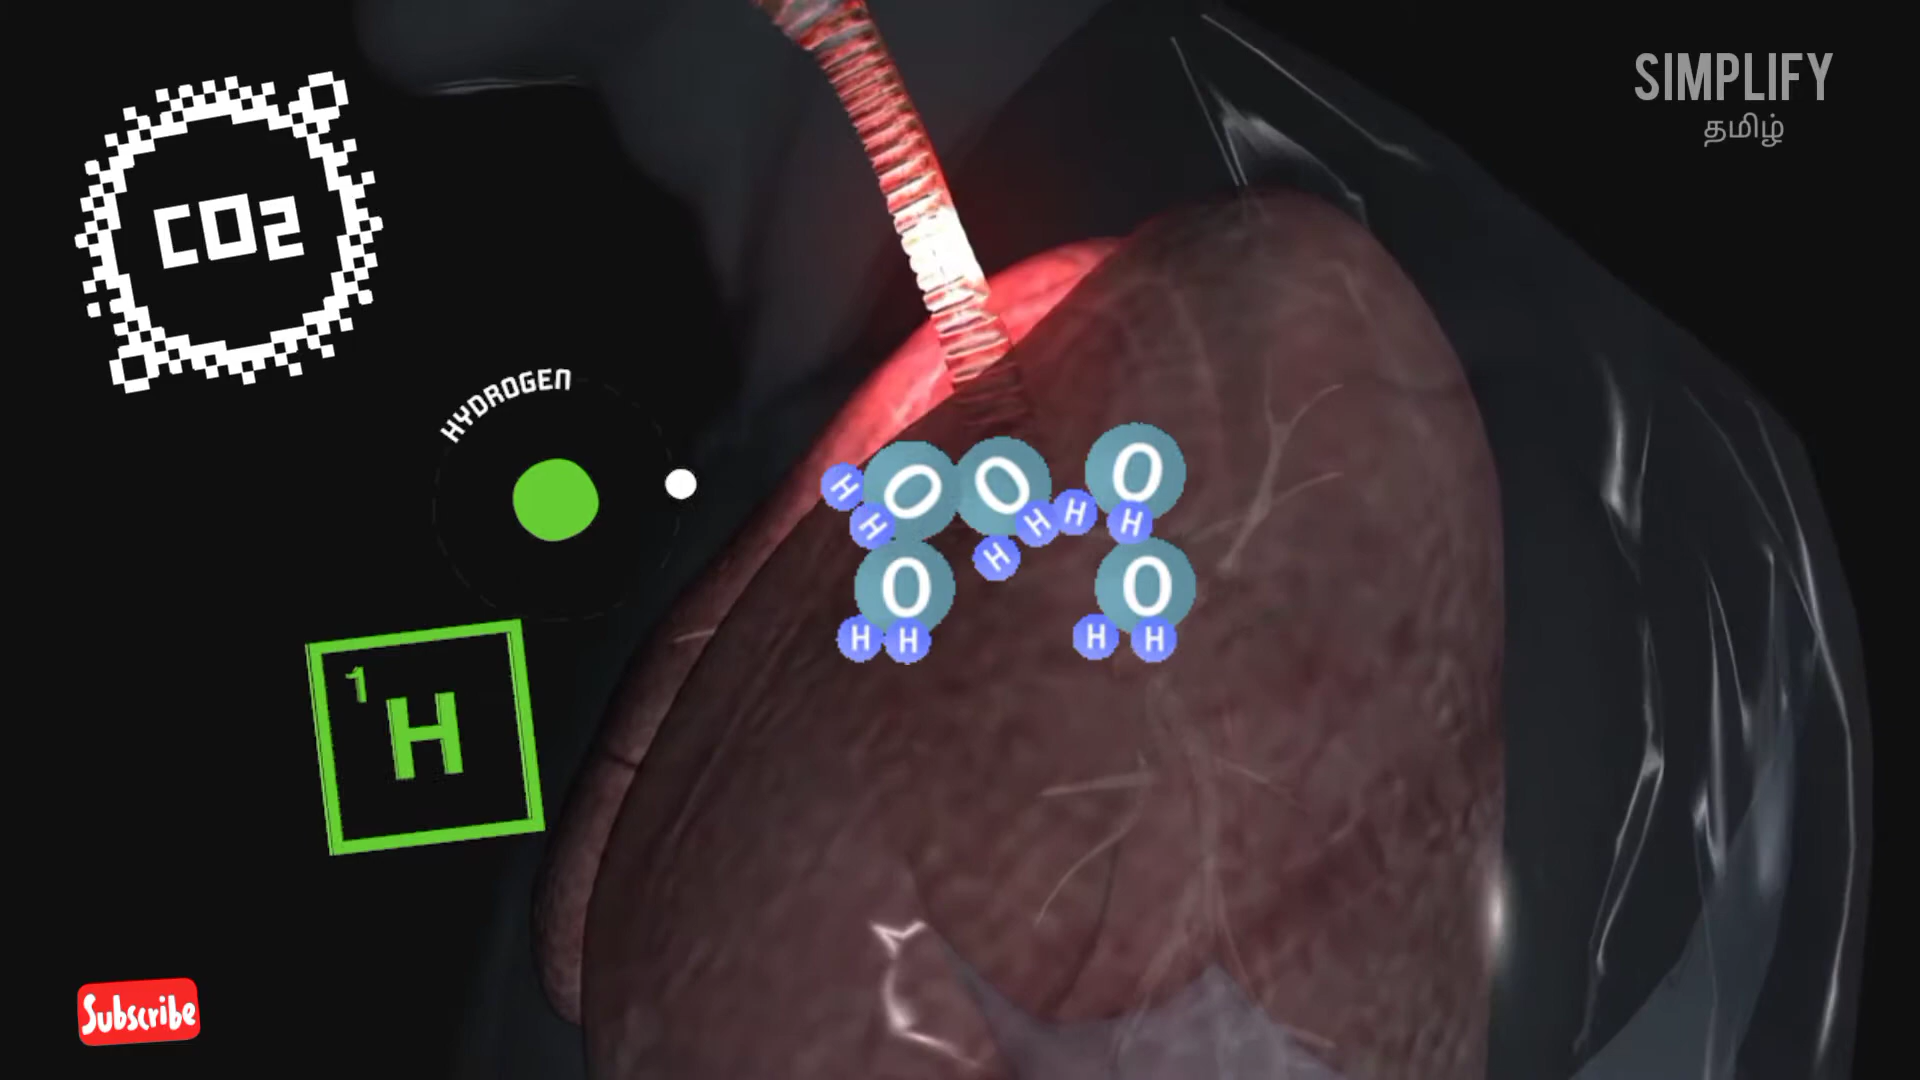 SIMPLIFY
தமிழ்
CO2
HYDROGEN
O O O
H H H H
H H
O O
H H H H
1
H
Subscribe